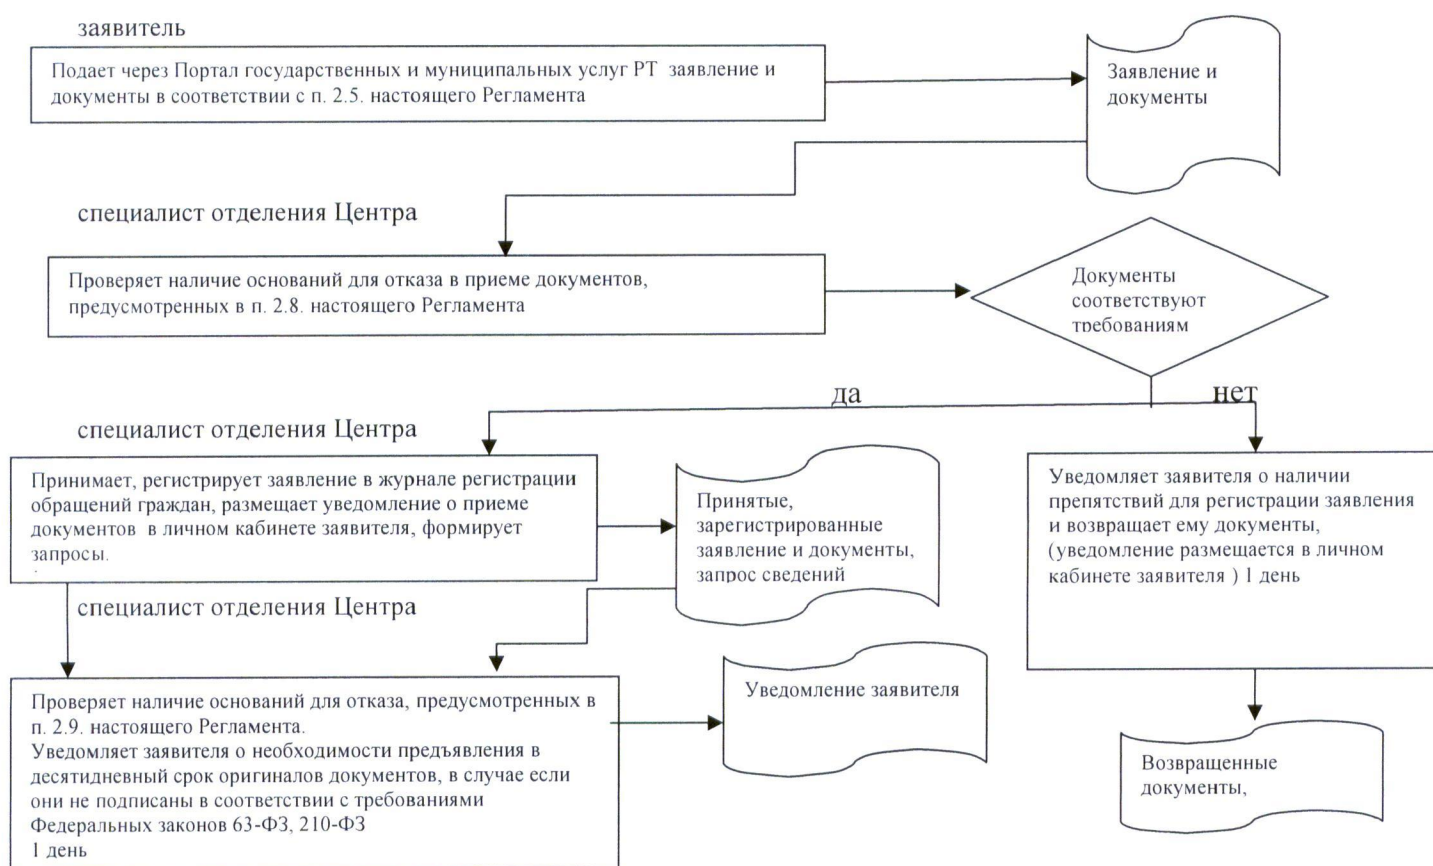 заявитель
Подает через Портал государственных и муниципальных услуг РТ заявление и
документы в соответствии с п. 2.5. настоящего Регламента
Заявление и
документы
специалист отделения Центра
Проверяет наличие оснований для отказа в приеме документов,
предусмотренных в п. 2.8. настоящего Регламента
Документы
соответствуют
требованиям
да
нет
специалист отделения Центра
Принимает, регистрирует заявление в журнале регистрации
обращений граждан, размещает уведомление о приеме
документов в личном кабинете заявителя, формирует
запросы.
Принятые,
зарегистрированные
заявление и документы,
запрос сведений
Уведомляет заявителя о наличии
препятствий для регистрации заявления
и возвращает ему документы,
(уведомление размещается в личном
кабинете заявителя ) 1 день
специалист отделения Центра
Проверяет наличие оснований для отказа, предусмотренных в
п. 2.9. настоящего Регламента.
Уведомляет заявителя о необходимости предъявления в
десятидневный срок оригиналов документов, в случае если
они не подписаны в соответствии с требованиями
Федеральных законов 63-ФЗ, 210-ФЗ
1 день
Уведомление заявителя
Возвращенные
документы,